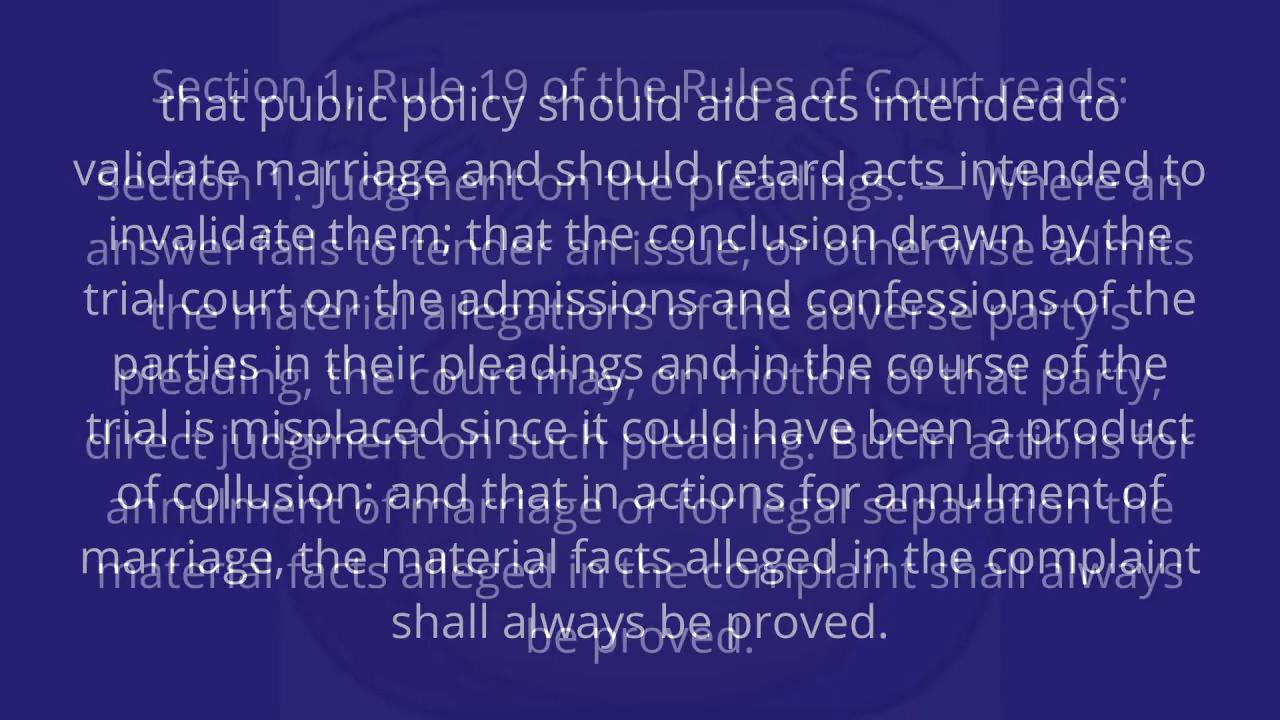 that public policy should aid acts intended to
validate marriage and should retard acts intended to
invalidate them; that the conclusion drawn by the
trial court on the admissions and confessions of the
parties in their pleadings and in the course of the
trial is misplaced since it could have been a product
of collusion; and that in actions for annulment of
marriage, the material facts alleged in the complaint
shall always be proved.
Section 1, Rule 19 of the Rules of Court reads:
Section 1. Judgment on the pleadings. — Where an
answer fails to tender an issue, or otherwise admits
the material allegations of the adverse party's
pleading, the court may, on motion of that party,
direct judgment on such pleading. But in actions for
annulment of marriage or for legal separation the
material facts alleged in the complaint shall always
be proved.